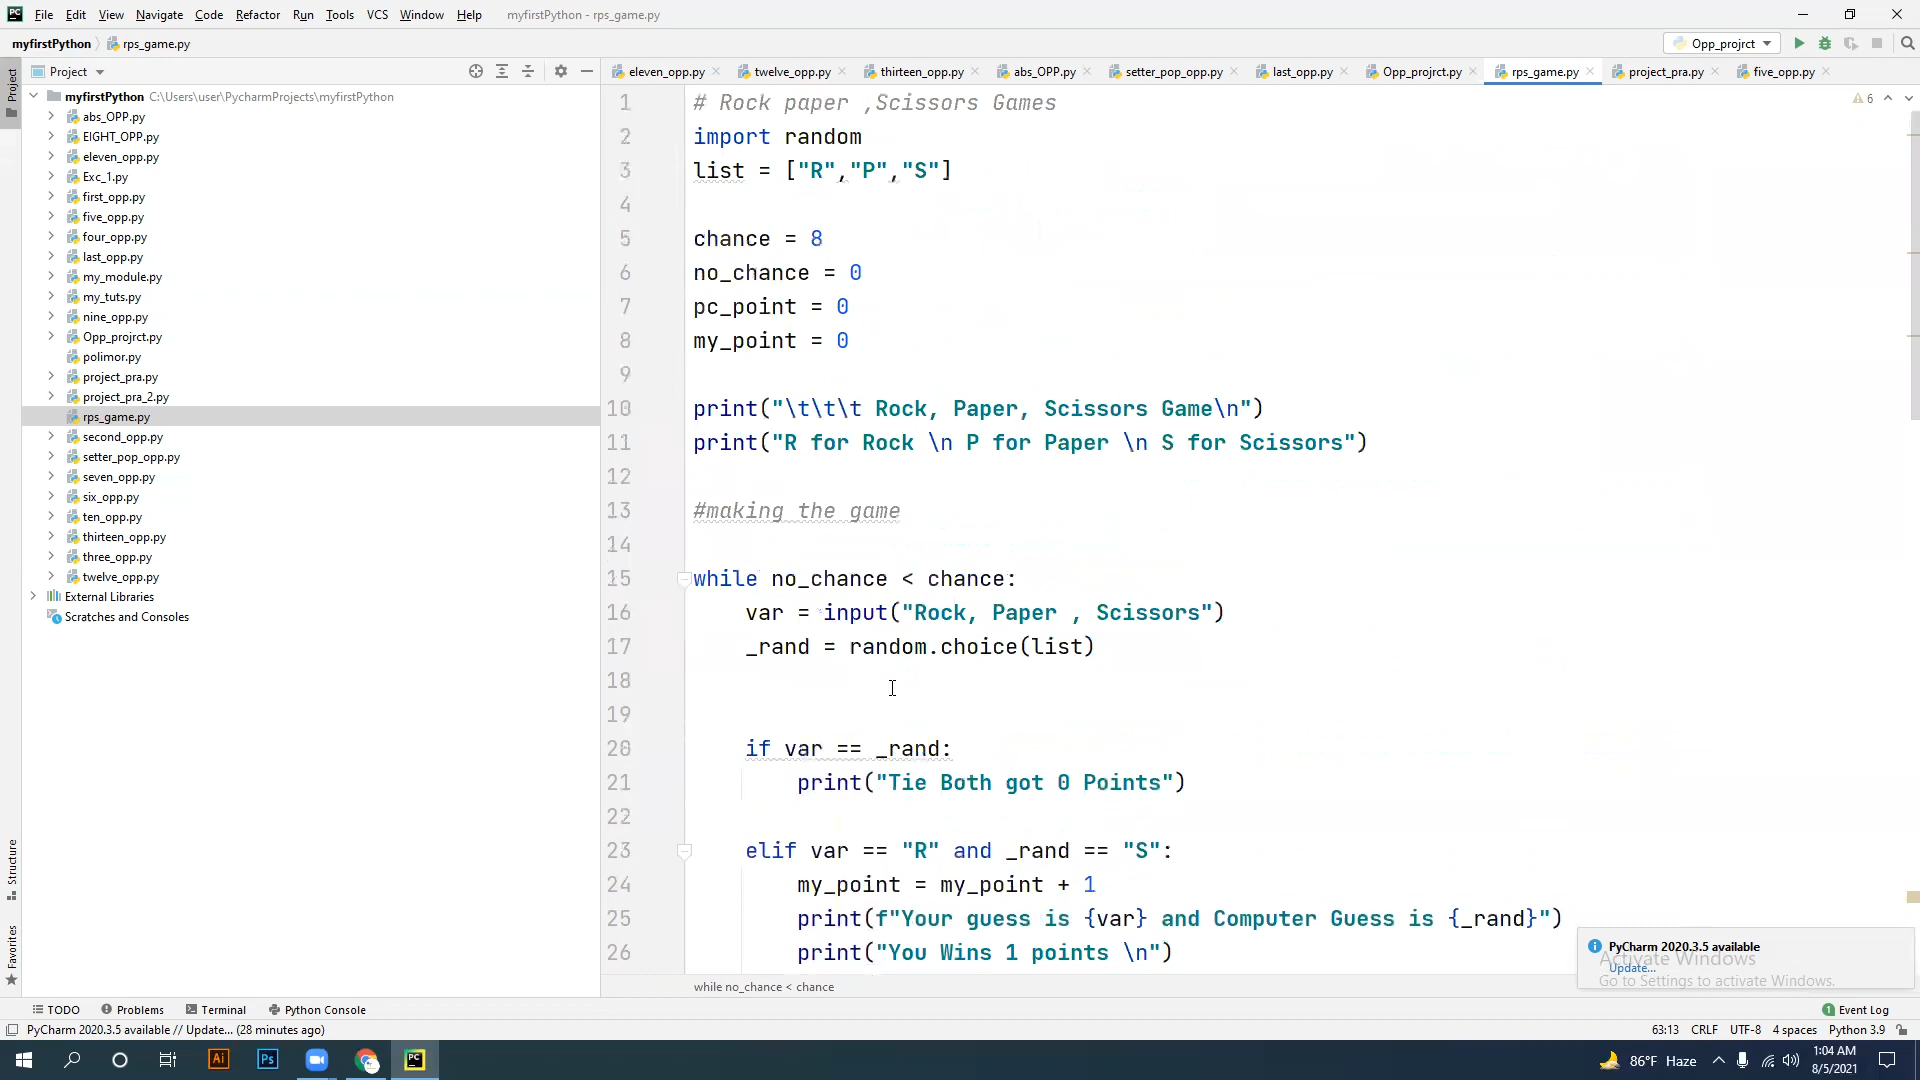 PC File Edit View Navigate Code Refactor Run Tools VCS Window Help myfirstPython - rps_game.py
myfirstPython rps_game.py Opp_projrct
Project
Project
eleven_opp.py twelve_opp.py thirteen_opp.py abs_OPP.py setter_pop_opp.py last_opp.py Opp_projrct.py rps_game.py project_pra.py five_opp.py
myfirstPython C:\Users\user\PycharmProjects\myfirstPython
abs_OPP.py
EIGHT_OPP.py
eleven_opp.py
Exc_1.py
first_opp.py
five_opp.py
four_opp.py
last_opp.py
my_module.py
my_tuts.py
nine_opp.py
Opp_projrct.py
polimor.py
project_pra.py
project_pra_2.py
rps_game.py
second_opp.py
setter_pop_opp.py
seven_opp.py
six_opp.py
ten_opp.py
thirteen_opp.py
three_opp.py
twelve_opp.py
External Libraries
Scratches and Consoles
Structure
Favorites
6
1 # Rock paper ,Scissors Games
2 import random
3 list = ["R","P","S"]
4
5 chance = 8
6 no_chance = 0
7 pc_point = 0
8 my_point = 0
9
10 print("\t\t\t Rock, Paper, Scissors Game\n")
11 print("R for Rock \n P for Paper \n S for Scissors")
12
13 #making the game
14
15 while no_chance < chance:
16 var = input("Rock, Paper , Scissors")
17 _rand = random.choice(list)
18
19
20 if var == _rand:
21 print("Tie Both got 0 Points")
22
23 elif var == "R" and _rand == "S":
24 my_point = my_point + 1
25 print(f"Your guess is {var} and Computer Guess is {_rand}")
26 print("You Wins 1 points \n")
while no_chance < chance
PyCharm 2020.3.5 available
Update...
Activate Windows
Go to Settings to activate Windows.
TODO Problems Terminal Python Console 1 Event Log
PyCharm 2020.3.5 available // Update... (28 minutes ago) 63:13 CRLF UTF-8 4 spaces Python 3.9
Ai Ps PC 86°F Haze 1:04 AM
8/5/2021